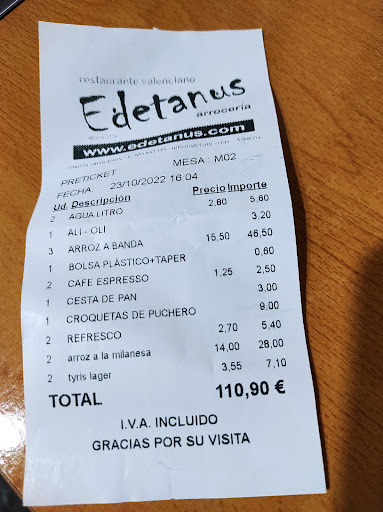 restaurante valenciano
Edetanus
arrocería
www.edetanus.com
PRETICKET MESA : M02
FECHA: 23/10/2022 16:04
Ud. Descripción Precio Importe
2 AGUA LITRO 2,80 5,60
1 ALI - OLI 3,20
3 ARROZ A BANDA 15,50 46,50
1 BOLSA PLÁSTICO+TAPER 0,60
2 CAFE ESPRESSO 1,25 2,50
1 CESTA DE PAN 3,00
1 CROQUETAS DE PUCHERO 9,00
2 REFRESCO 2,70 5,40
2 arroz a la milanesa 14,00 28,00
2 tyris lager 3,55 7,10
TOTAL 110,90 €
I.V.A. INCLUIDO
GRACIAS POR SU VISITA